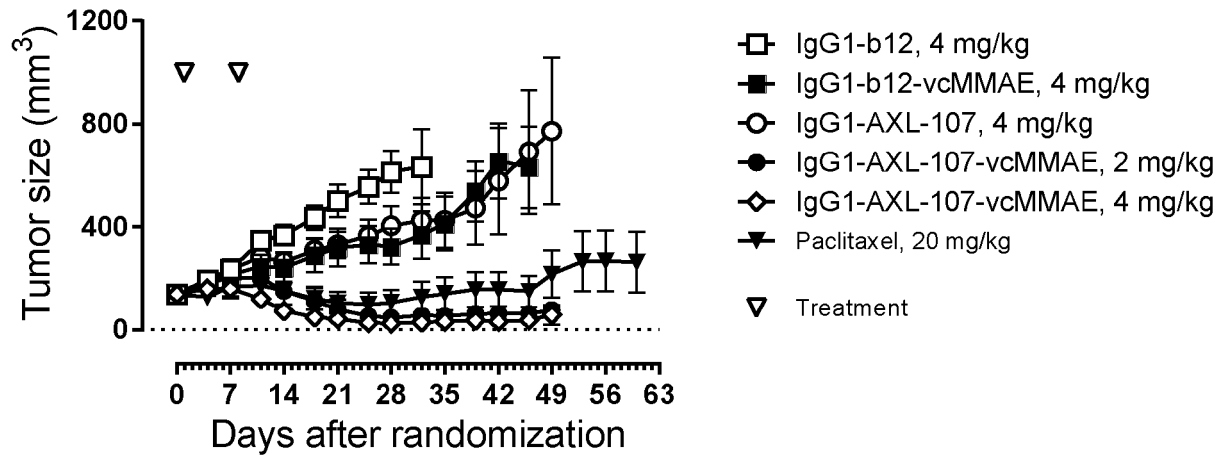 1200
800
400
0
Tumor size (mm³)
0 7 14 21 28 35 42 49 56 63
Days after randomization
IgG1-b12, 4 mg/kg
IgG1-b12-vcMMAE, 4 mg/kg
IgG1-AXL-107, 4 mg/kg
IgG1-AXL-107-vcMMAE, 2 mg/kg
IgG1-AXL-107-vcMMAE, 4 mg/kg
Paclitaxel, 20 mg/kg
Treatment